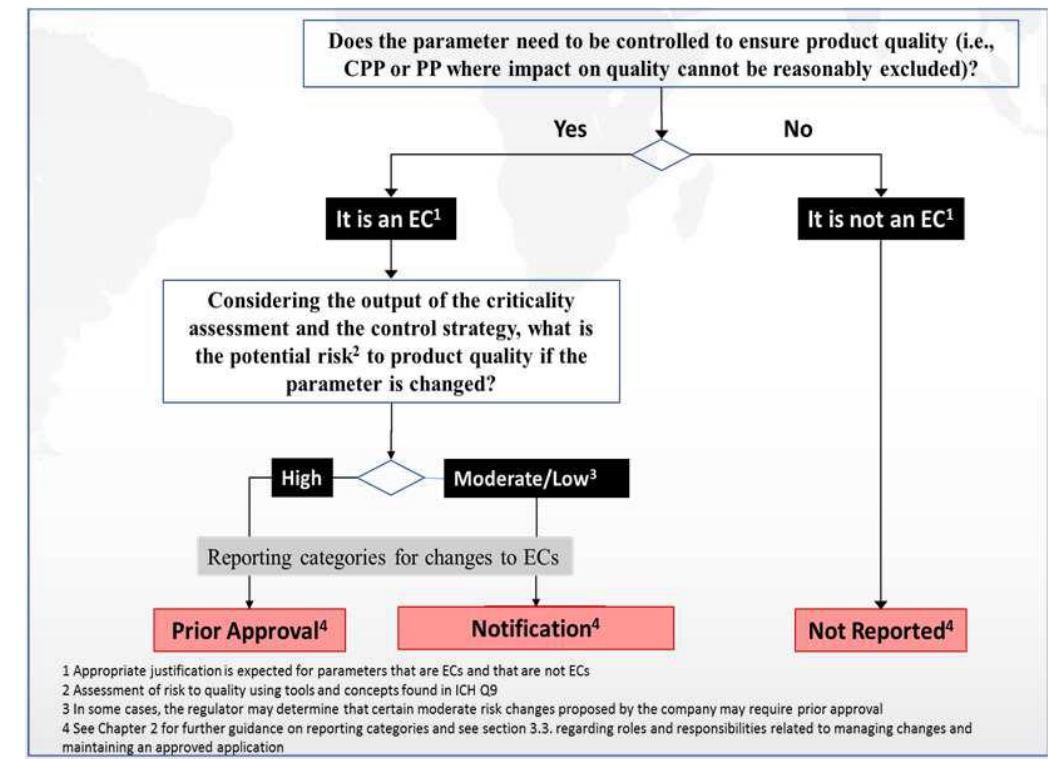 Does the parameter need to be controlled to ensure product quality (i.e.,
CPP or PP where impact on quality cannot be reasonably excluded)?
Yes
No
It is an EC¹
It is not an EC¹
Considering the output of the criticality
assessment and the control strategy, what is
the potential risk² to product quality if the
parameter is changed?
High
Moderate/Low³
Reporting categories for changes to ECs
Prior Approval⁴
Notification⁴
Not Reported⁴
1 Appropriate justification is expected for parameters that are ECs and that are not ECs
2 Assessment of risk to quality using tools and concepts found in ICH Q9
3 In some cases, the regulator may determine that certain moderate risk changes proposed by the company may require prior approval
4 See Chapter 2 for further guidance on reporting categories and see section 3.3. regarding roles and responsibilities related to managing changes and
maintaining an approved application